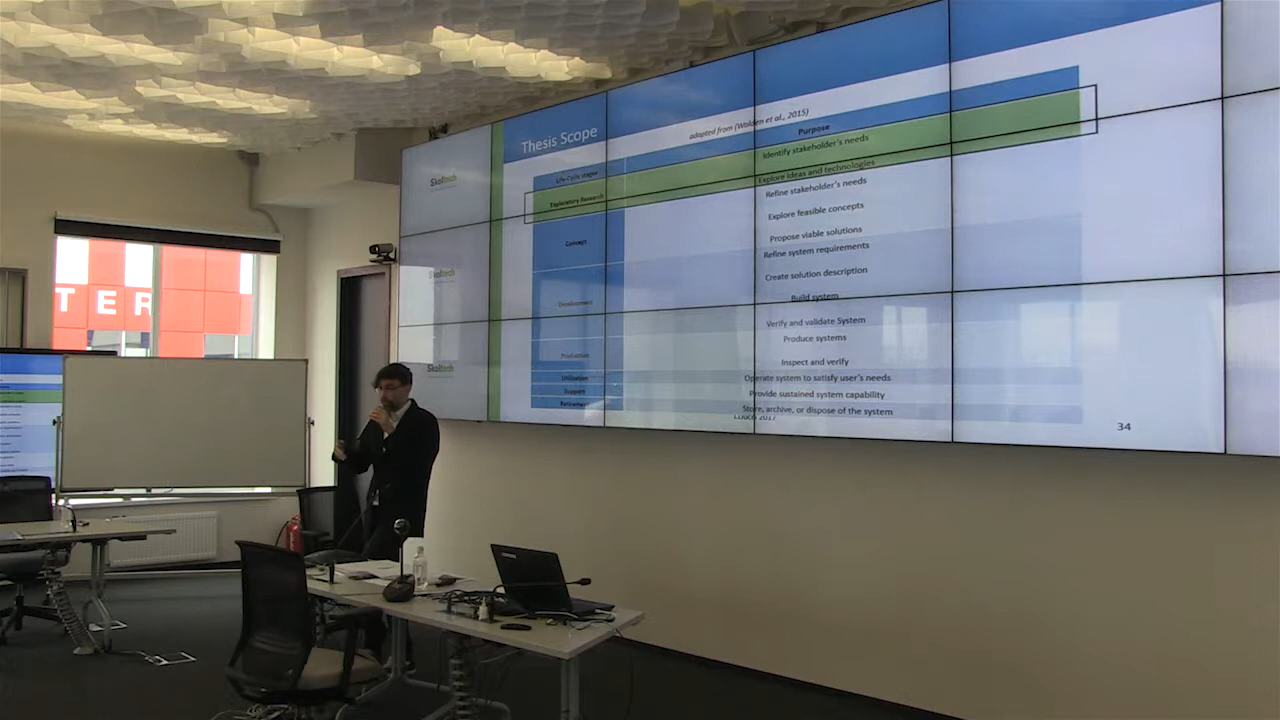 Thesis Scope
adapted from (Walden et al., 2015)
Life-Cycle stages
Purpose
Exploratory Research
Identify stakeholder's needs
Explore ideas and technologies
Concept
Refine stakeholder's needs
Explore feasible concepts
Propose viable solutions
Development
Refine system requirements
Create solution description
Build system
Verify and validate System
Production
Produce systems
Inspect and verify
Utilization
Operate system to satisfy user's needs
Support
Provide sustained system capability
Retirement
Store, archive, or dispose of the system
34
Skoltech
Skoltech
Skoltech
TER